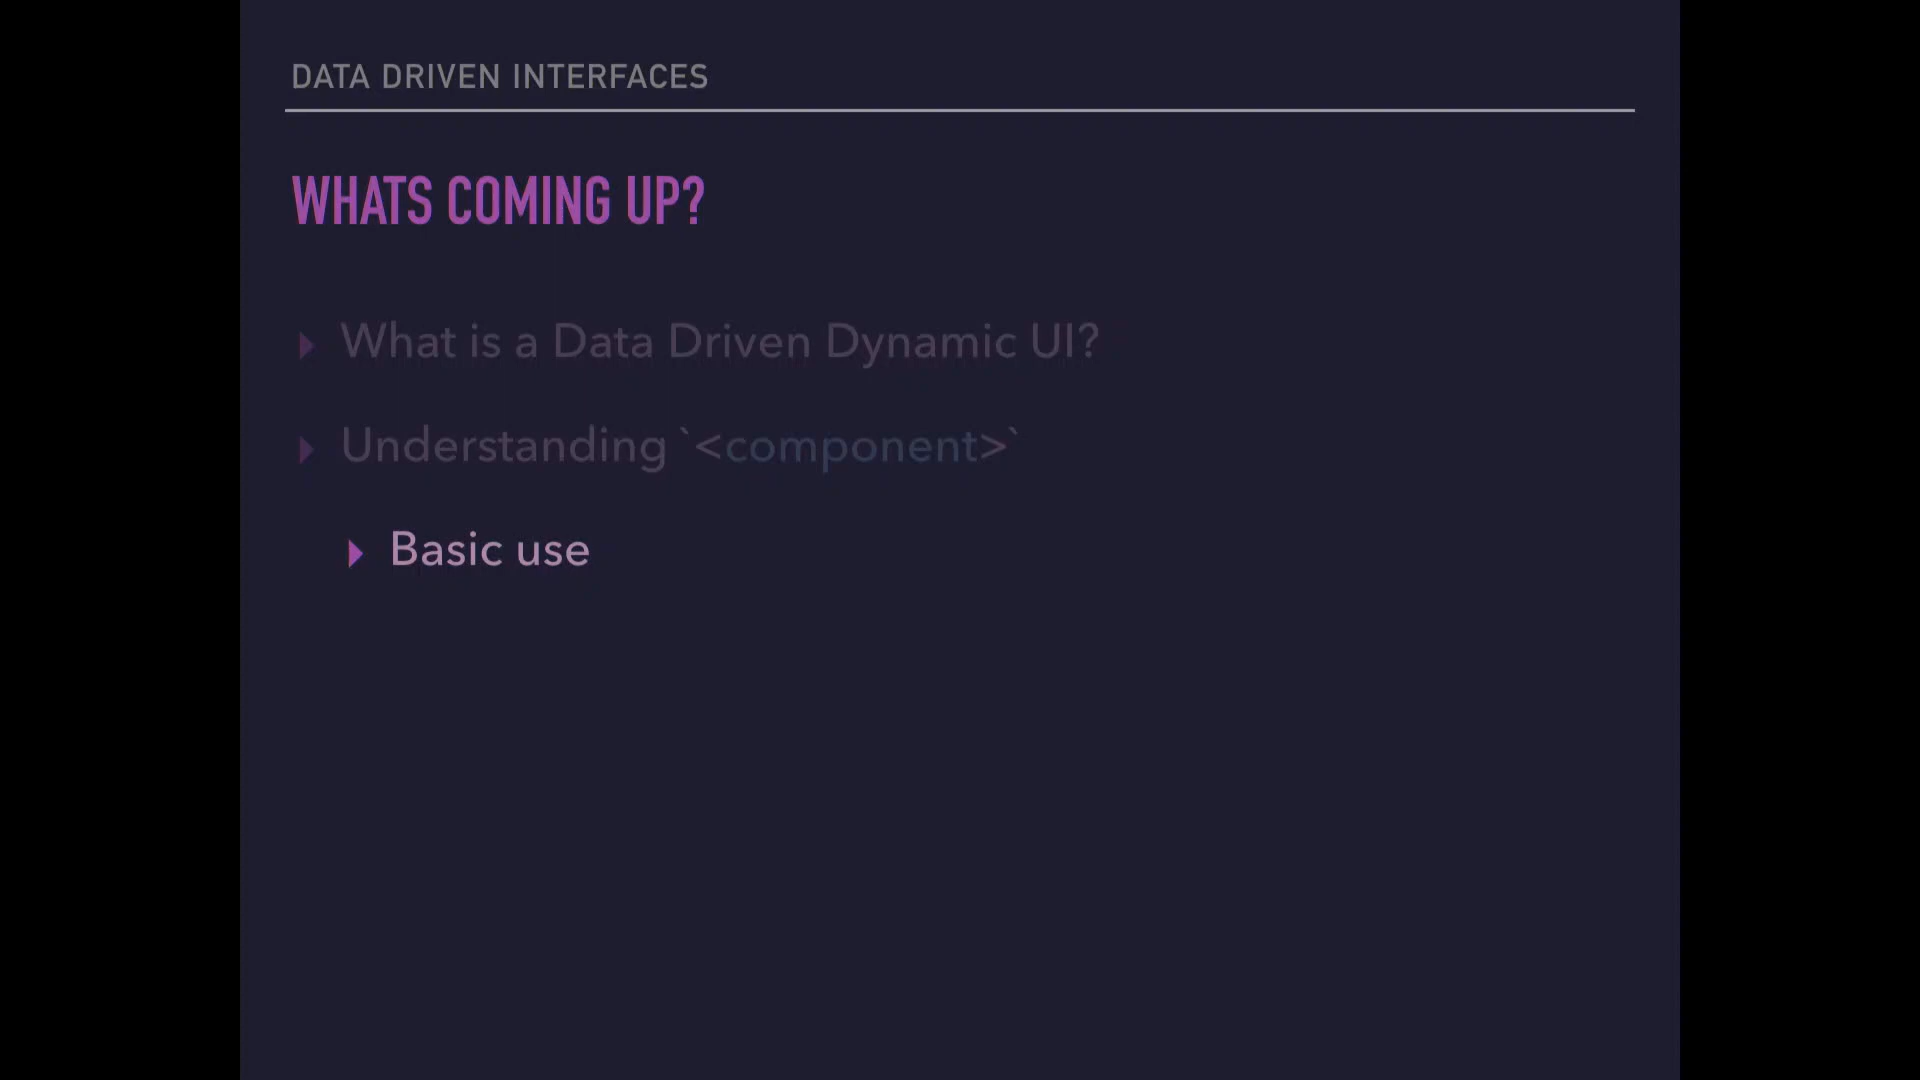 DATA DRIVEN INTERFACES
WHATS COMING UP?
What is a Data Driven Dynamic UI?
Understanding `<component>`
Basic use